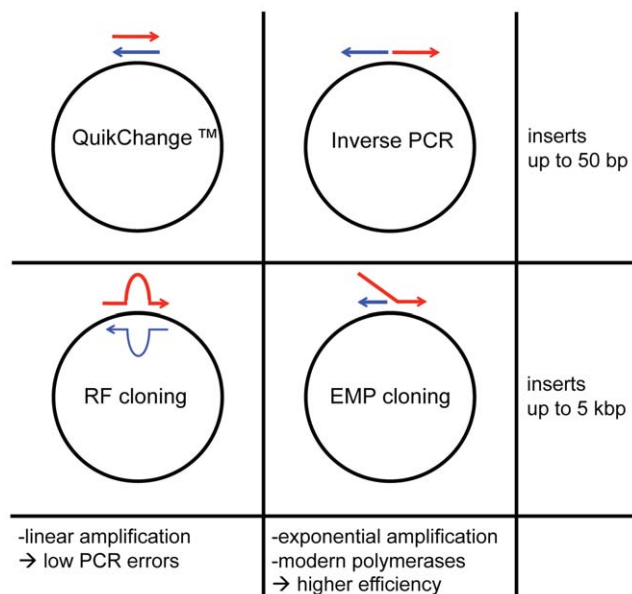 QuikChange ™
Inverse PCR
inserts
up to 50 bp
RF cloning
EMP cloning
inserts
up to 5 kbp
-linear amplification
→ low PCR errors
-exponential amplification
-modern polymerases
→ higher efficiency